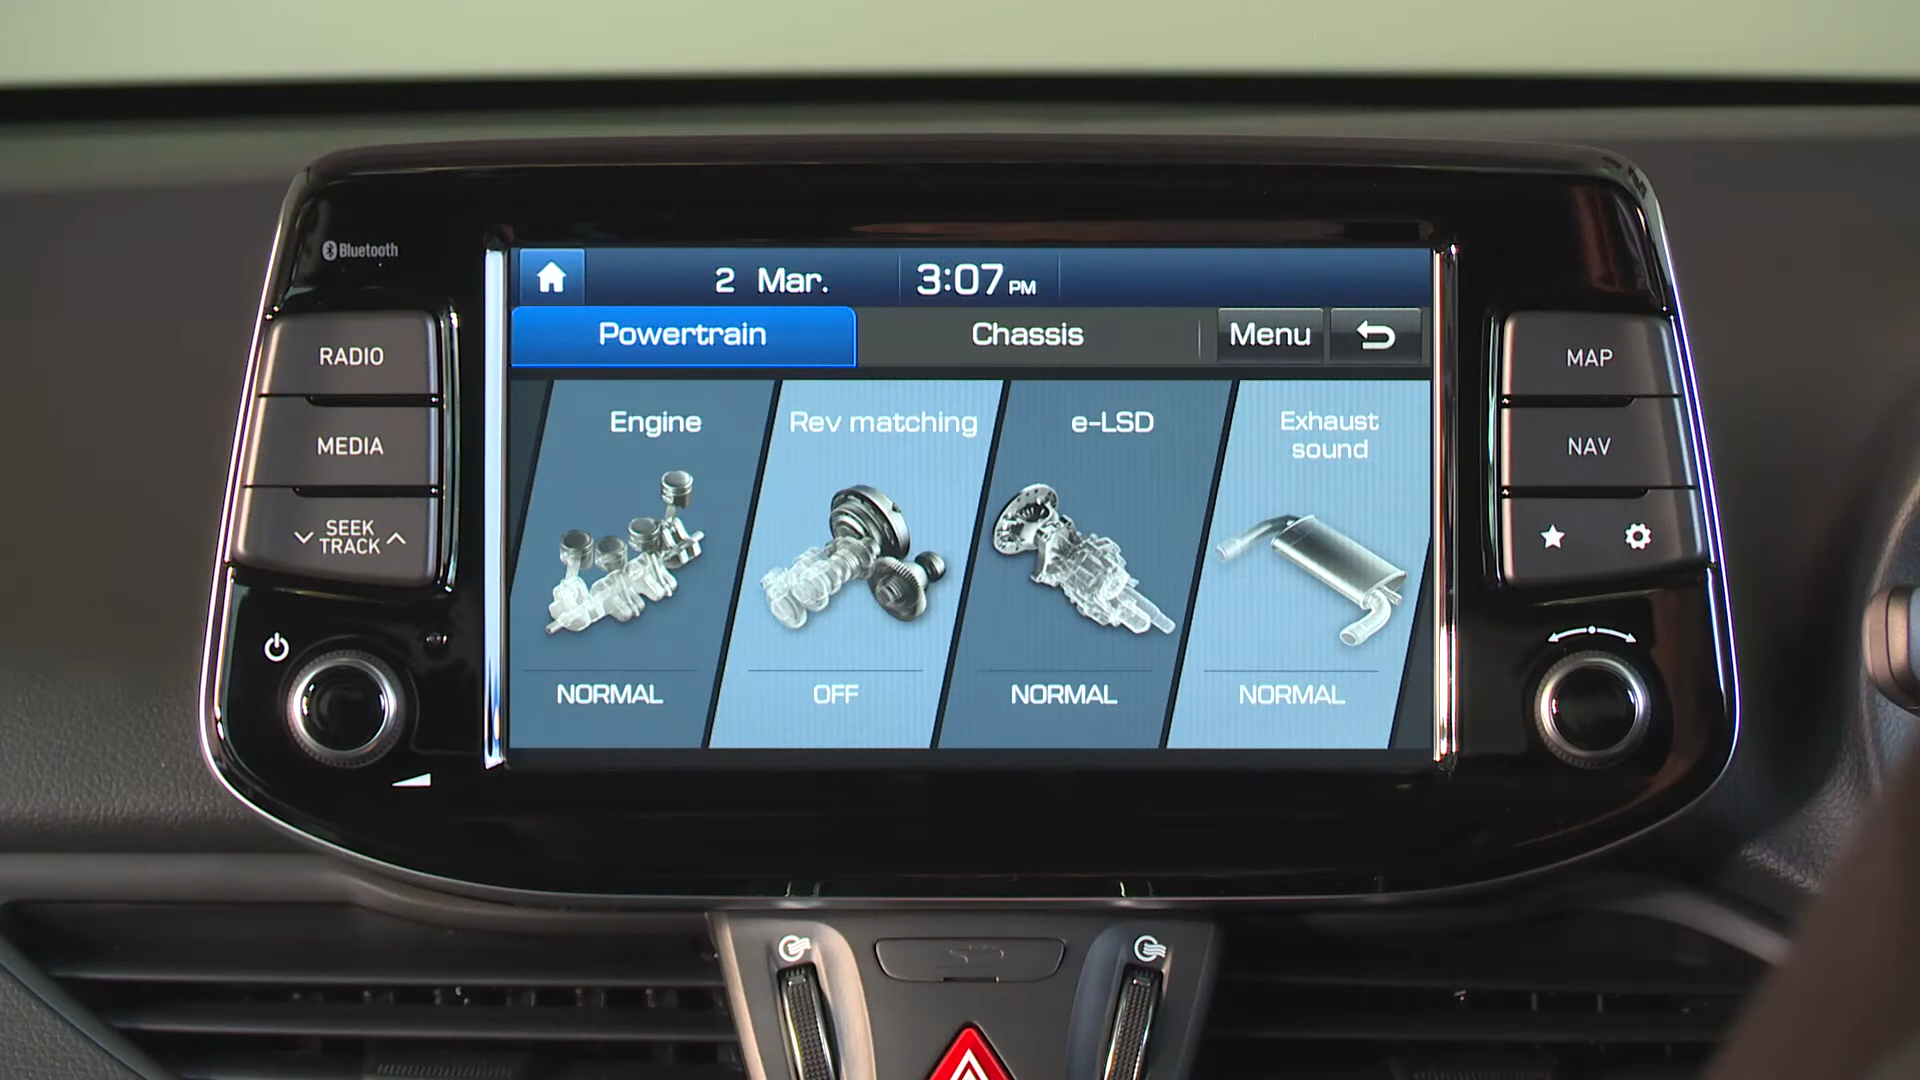 Bluetooth
RADIO
MEDIA
SEEK
TRACK
2 Mar. 3:07 PM
Powertrain Chassis Menu
Engine Rev matching e-LSD Exhaust
sound
NORMAL OFF NORMAL NORMAL
MAP
NAV